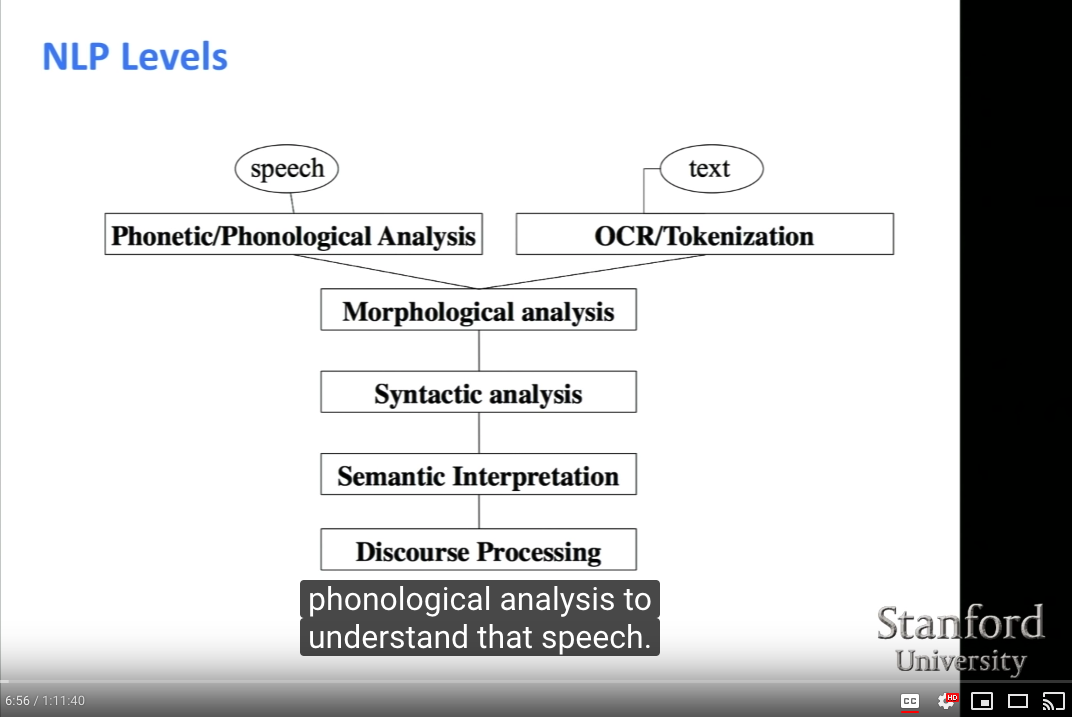 NLP Levels
speech
text
Phonetic/Phonological Analysis
OCR/Tokenization
Morphological analysis
Syntactic analysis
Semantic Interpretation
Discourse Processing
phonological analysis to
understand that speech.
Stanford
University
6:56 / 1:11:40
CC
HD